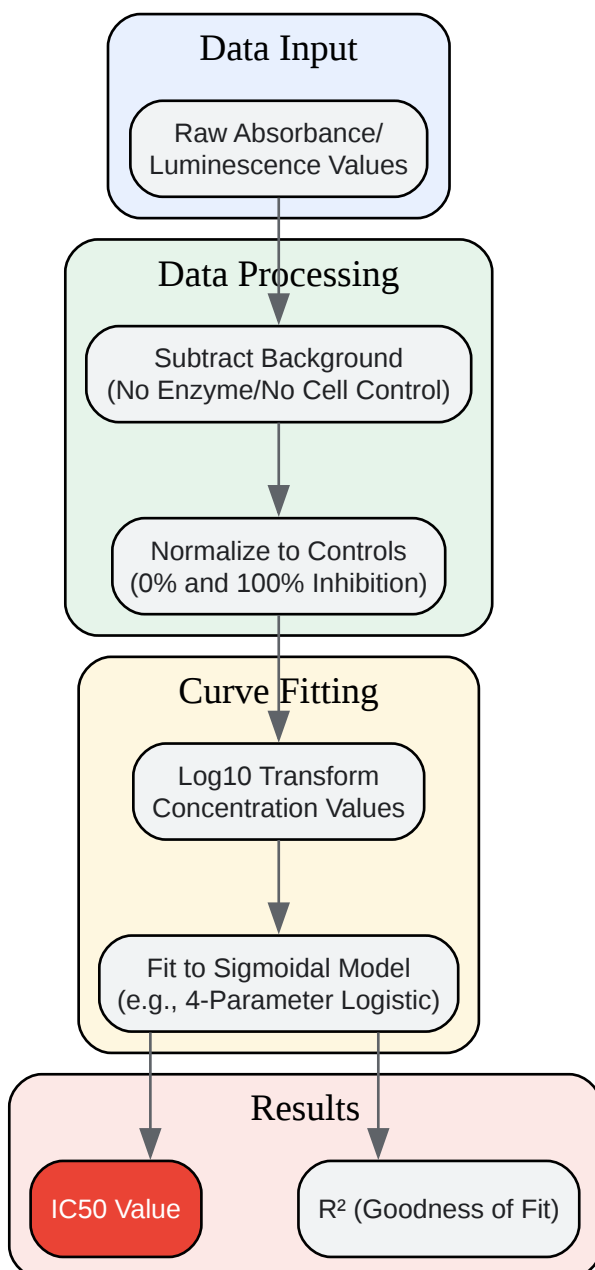 Data Input
Raw Absorbance/
Luminescence Values
Data Processing
Subtract Background
(No Enzyme/No Cell Control)
Normalize to Controls
(0% and 100% Inhibition)
Curve Fitting
Log10 Transform
Concentration Values
Fit to Sigmoidal Model
(e.g., 4-Parameter Logistic)
Results
IC50 Value
R² (Goodness of Fit)